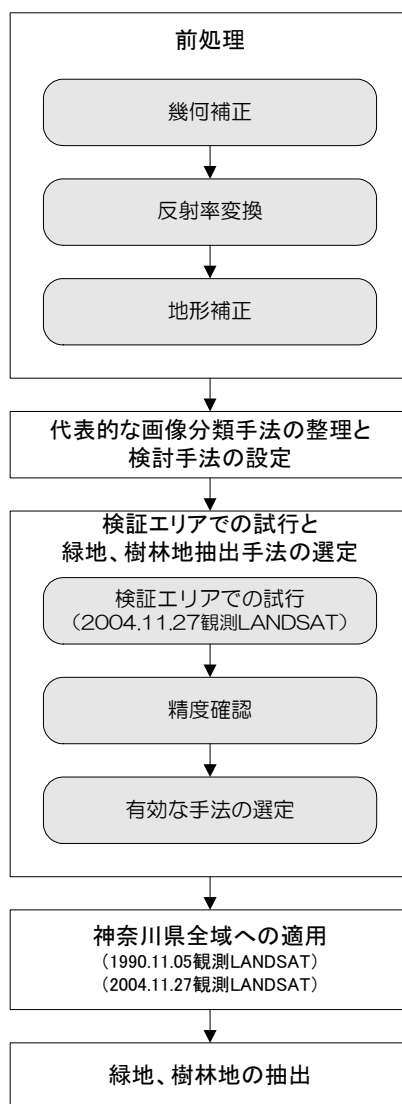 前処理
幾何補正
反射率変換
地形補正
代表的な画像分類手法の整理と
検討手法の設定
検証エリアでの試行と
緑地、樹林地抽出手法の選定
検証エリアでの試行
（2004.11.27観測LANDSAT）
精度確認
有効な手法の選定
神奈川県全域への適用
（1990.11.05観測LANDSAT）
（2004.11.27観測LANDSAT）
緑地、樹林地の抽出